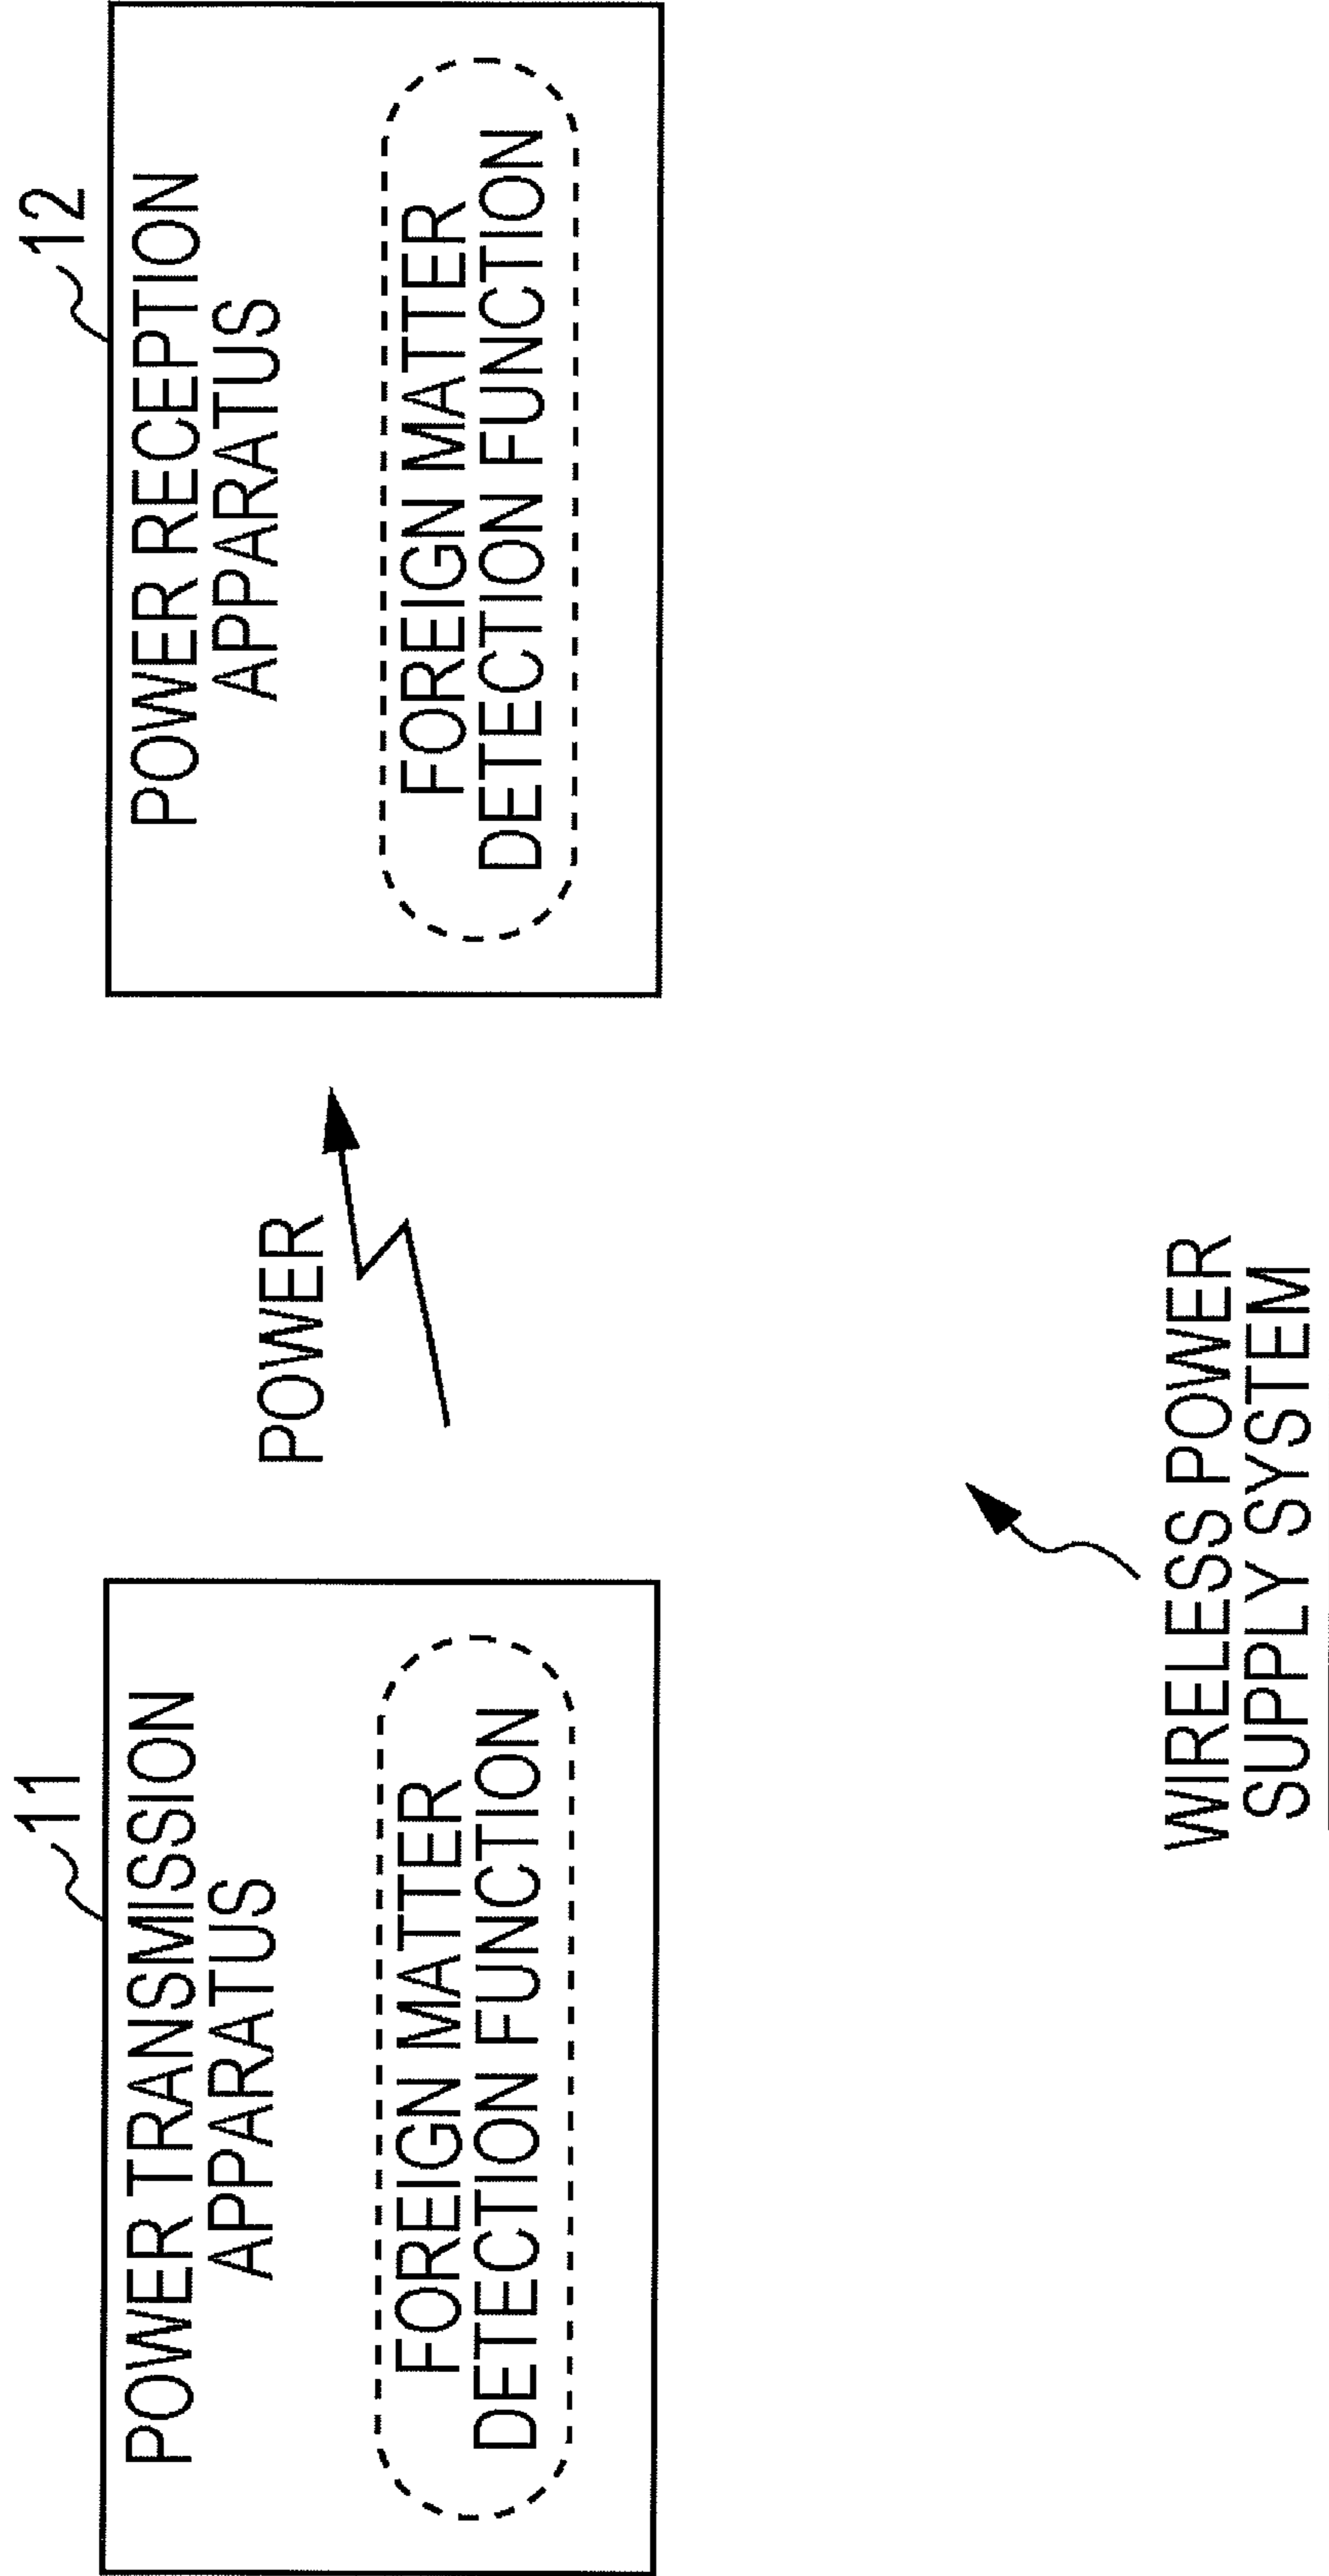 11
POWER TRANSMISSION
APPARATUS
FOREIGN MATTER
DETECTION FUNCTION
POWER
12
POWER RECEPTION
APPARATUS
FOREIGN MATTER
DETECTION FUNCTION
WIRELESS POWER
SUPPLY SYSTEM